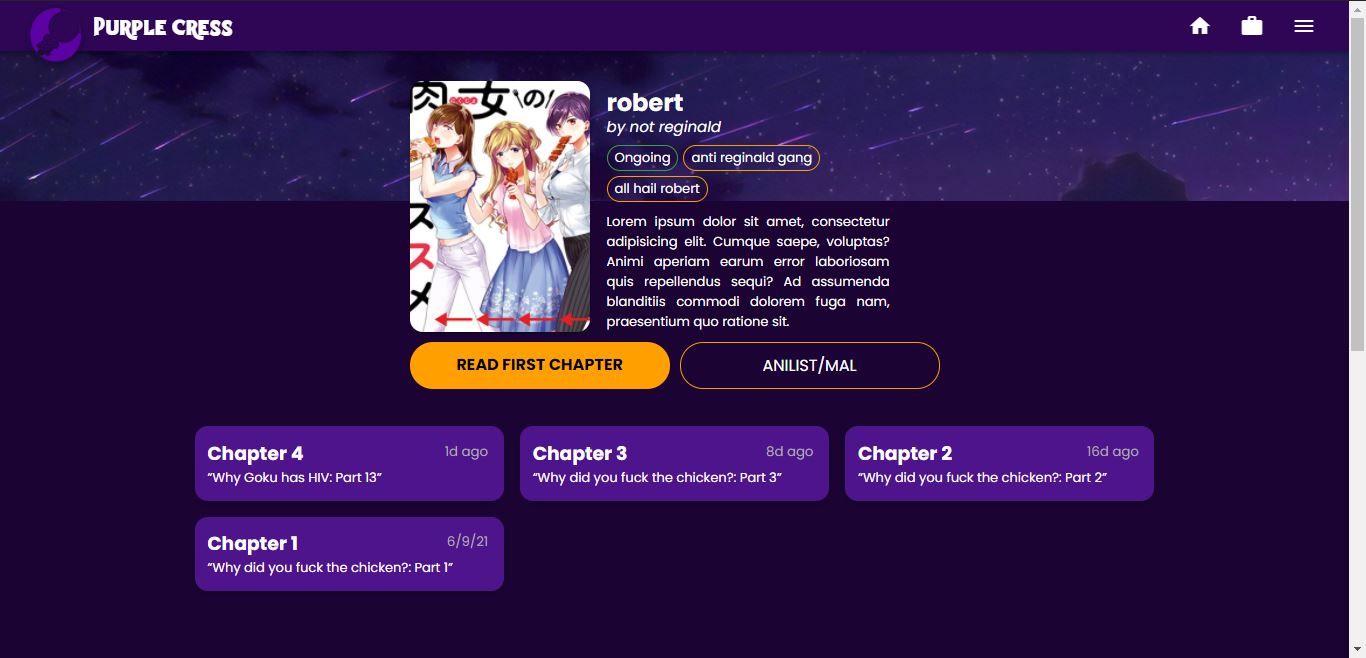 Purple Cress
肉女の
にくじょ
ススメ
robert
by not reginald
Ongoing
anti reginald gang
all hail robert
Lorem ipsum dolor sit amet, consectetur
adipisicing elit. Cumque saepe, voluptas?
Animi aperiam earum error laboriosam
quis repellendus sequi? Ad assumenda
blanditiis commodi dolorem fuga nam,
praesentium quo ratione sit.
READ FIRST CHAPTER
ANILIST/MAL
Chapter 4
1d ago
“Why Goku has HIV: Part 13”
Chapter 3
8d ago
“Why did you fuck the chicken?: Part 3”
Chapter 2
16d ago
“Why did you fuck the chicken?: Part 2”
Chapter 1
6/9/21
“Why did you fuck the chicken?: Part 1”